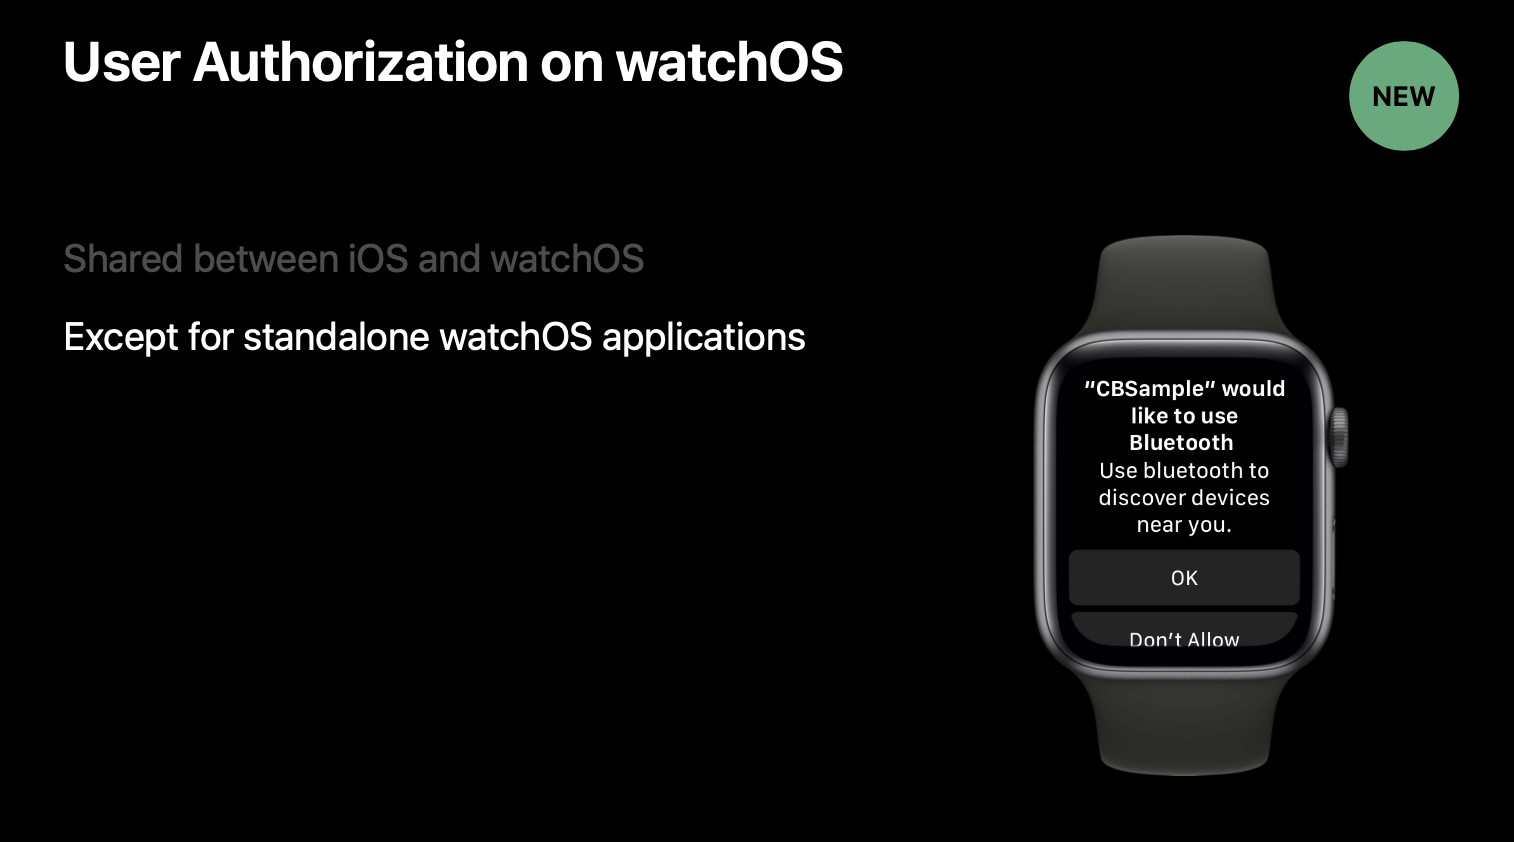 User Authorization on watchOS
NEW
Shared between iOS and watchOS
Except for standalone watchOS applications
"CBSample" would
like to use
Bluetooth
Use bluetooth to
discover devices
near you.
OK
Don't Allow